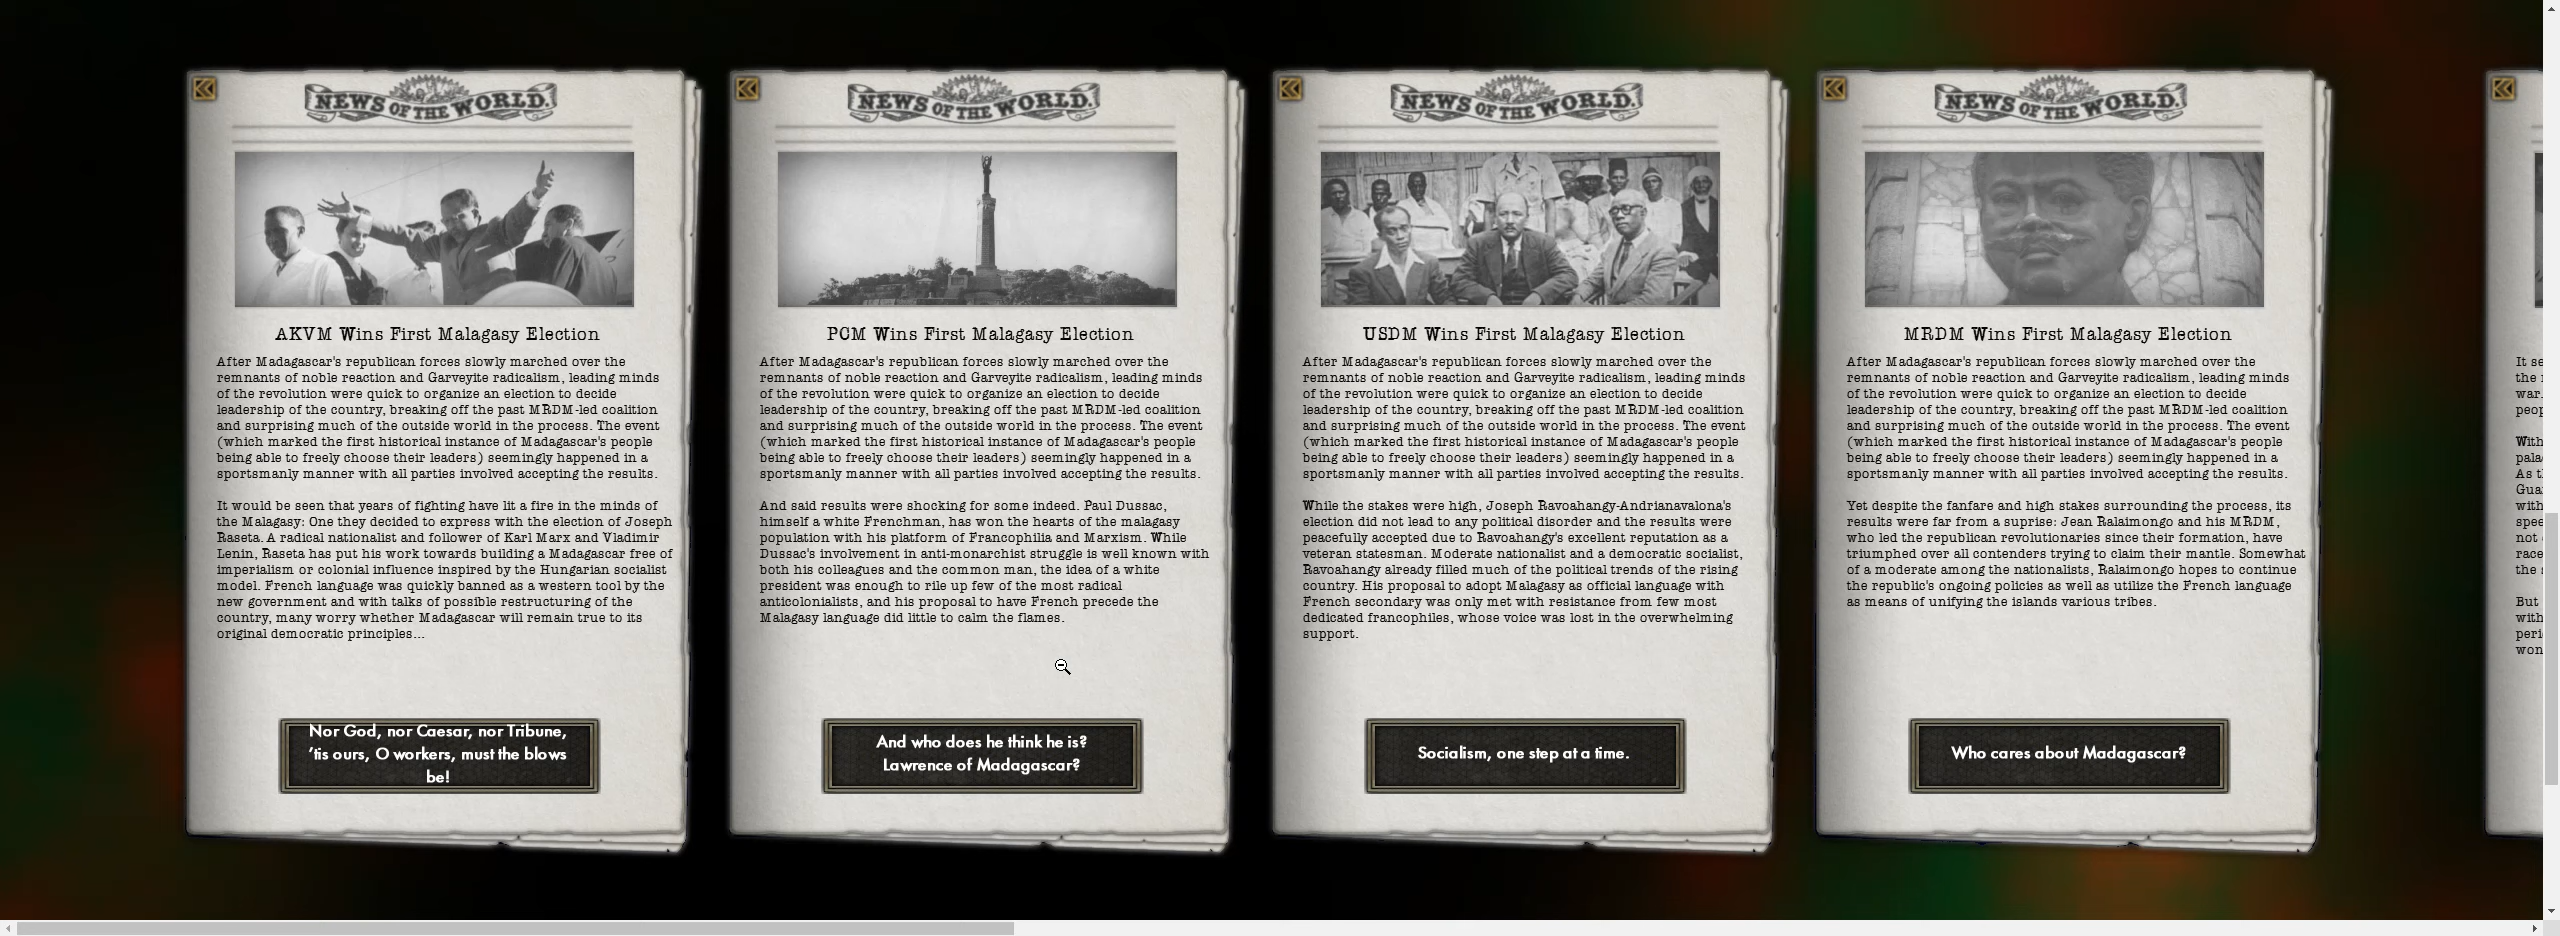 NEWS OF THE WORLD.
AKVM Wins First Malagasy Election
After Madagascar's republican forces slowly marched over the
remnants of noble reaction and Garveyite radicalism, leading minds
of the revolution were quick to organize an election to decide
leadership of the country, breaking off the past MRDM-led coalition
and surprising much of the outside world in the process. The event
(which marked the first historical instance of Madagascar's people
being able to freely choose their leaders) seemingly happened in a
sportsmanly manner with all parties involved accepting the results.
It would be seen that years of fighting have lit a fire in the minds of
the Malagasy: One they decided to express with the election of Joseph
Raseta. A radical nationalist and follower of Karl Marx and Vladimir
Lenin, Raseta has put his work towards building a Madagascar free of
imperialism or colonial influence inspired by the Hungarian socialist
model. French language was quickly banned as a western tool by the
new government and with talks of possible restructuring of the
country, many worry whether Madagascar will remain true to its
original democratic principles...
Nor God, nor Caesar, nor Tribune,
'tis ours, O workers, must the blows
be!
NEWS OF THE WORLD.
PCM Wins First Malagasy Election
After Madagascar's republican forces slowly marched over the
remnants of noble reaction and Garveyite radicalism, leading minds
of the revolution were quick to organize an election to decide
leadership of the country, breaking off the past MRDM-led coalition
and surprising much of the outside world in the process. The event
(which marked the first historical instance of Madagascar's people
being able to freely choose their leaders) seemingly happened in a
sportsmanly manner with all parties involved accepting the results.
And said results were shocking for some indeed. Paul Dussac,
himself a white Frenchman, has won the hearts of the malagasy
population with his platform of Francophilia and Marxism. While
Dussac's involvement in anti-monarchist struggle is well known with
both his colleagues and the common man, the idea of a white
president was enough to rile up few of the most radical
anticolonialists, and his proposal to have French precede the
Malagasy language did little to calm the flames.
And who does he think he is?
Lawrence of Madagascar?
NEWS OF THE WORLD.
USDM Wins First Malagasy Election
After Madagascar's republican forces slowly marched over the
remnants of noble reaction and Garveyite radicalism, leading minds
of the revolution were quick to organize an election to decide
leadership of the country, breaking off the past MRDM-led coalition
and surprising much of the outside world in the process. The event
(which marked the first historical instance of Madagascar's people
being able to freely choose their leaders) seemingly happened in a
sportsmanly manner with all parties involved accepting the results.
While the stakes were high, Joseph Ravoahangy-Andrianavalona's
election did not lead to any political disorder and the results were
peacefully accepted due to Ravoahangy's excellent reputation as a
veteran statesman. Moderate nationalist and a democratic socialist,
Ravoahangy already filled much of the political trends of the rising
country. His proposal to adopt Malagasy as official language with
French secondary was only met with resistance from few most
dedicated francophiles, whose voice was lost in the overwhelming
support.
Socialism, one step at a time.
NEWS OF THE WORLD.
MRDM Wins First Malagasy Election
After Madagascar's republican forces slowly marched over the
remnants of noble reaction and Garveyite radicalism, leading minds
of the revolution were quick to organize an election to decide
leadership of the country, breaking off the past MRDM-led coalition
and surprising much of the outside world in the process. The event
(which marked the first historical instance of Madagascar's people
being able to freely choose their leaders) seemingly happened in a
sportsmanly manner with all parties involved accepting the results.
Yet despite the fanfare and high stakes surrounding the process, its
results were far from a suprise: Jean Ralaimongo and his MRDM,
who led the republican revolutionaries since their formation, have
triumphed over all contenders trying to claim their mantle. Somewhat
of a moderate among the nationalists, Ralaimongo hopes to continue
the republic's ongoing policies as well as utilize the French language
as means of unifying the islands various tribes.
Who cares about Madagascar?
It
the
war.
As
with
not
the
But
with